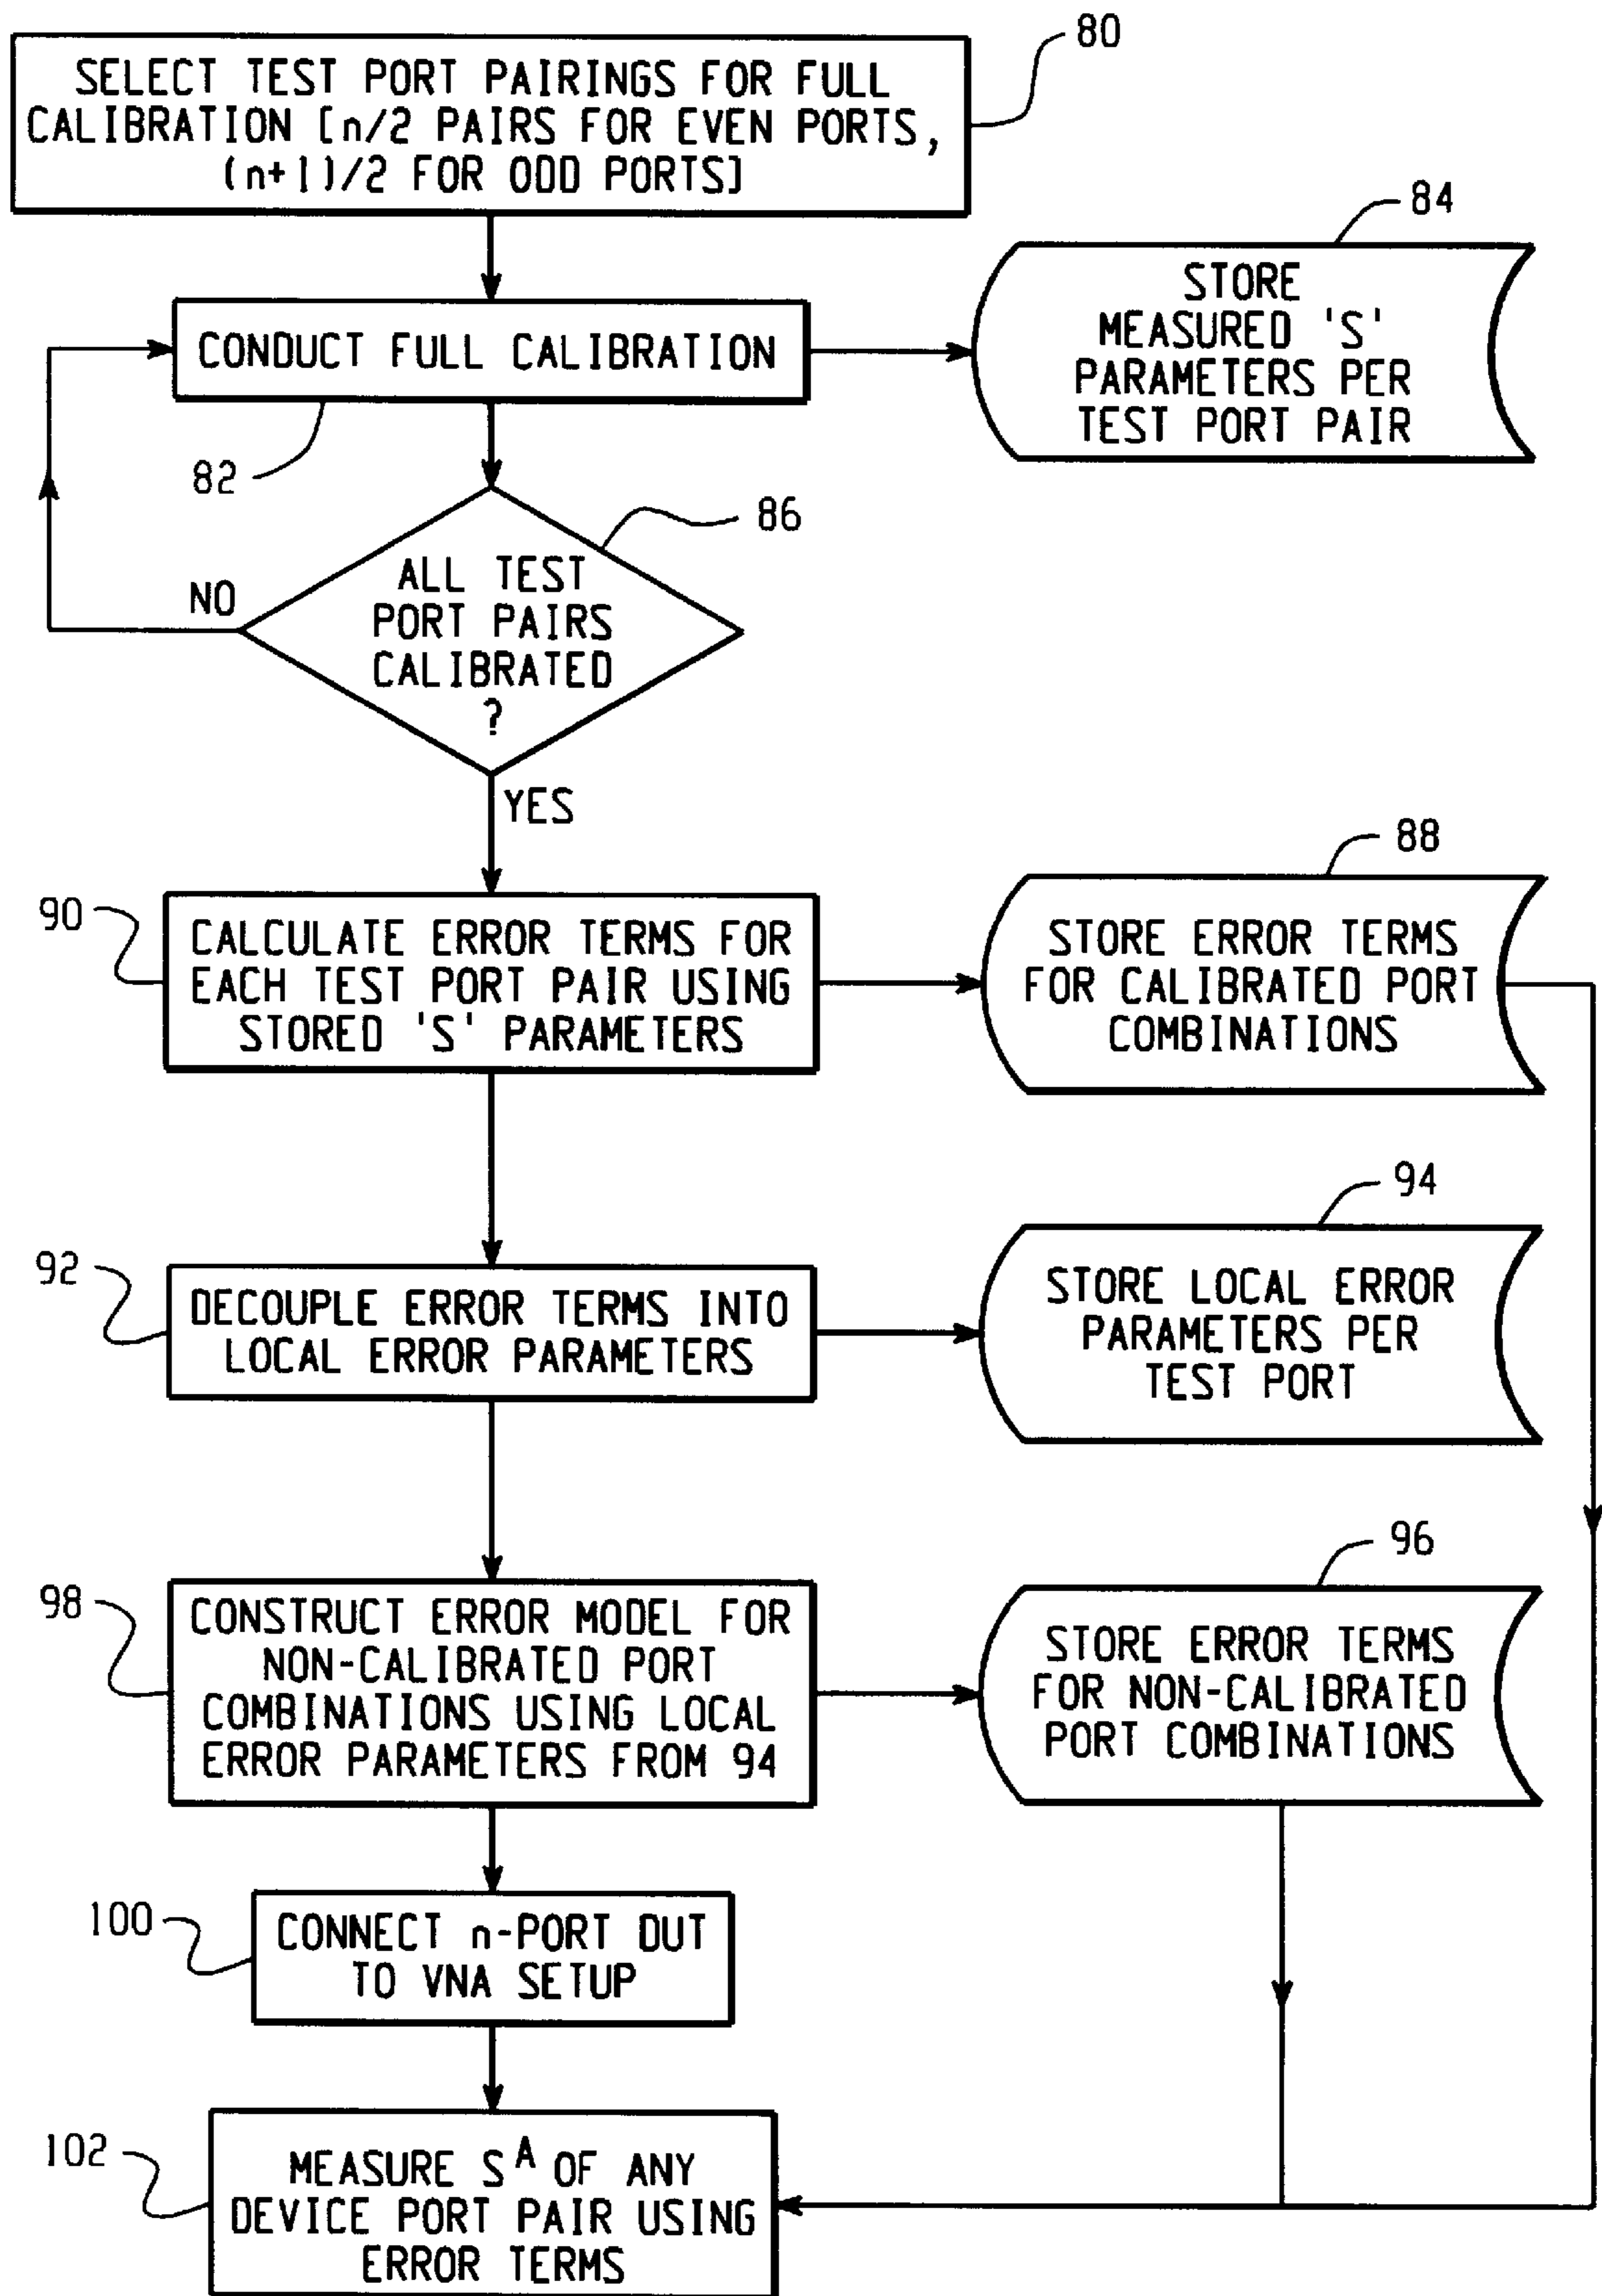 80
SELECT TEST PORT PAIRINGS FOR FULL
CALIBRATION [n/2 PAIRS FOR EVEN PORTS,
(n+1)/2 FOR ODD PORTS]
84
STORE
MEASURED 'S'
PARAMETERS PER
TEST PORT PAIR
CONDUCT FULL CALIBRATION
82
86
ALL TEST
PORT PAIRS
CALIBRATED
?
NO
YES
88
90
CALCULATE ERROR TERMS FOR
EACH TEST PORT PAIR USING
STORED 'S' PARAMETERS
STORE ERROR TERMS
FOR CALIBRATED PORT
COMBINATIONS
94
92
DECOUPLE ERROR TERMS INTO
LOCAL ERROR PARAMETERS
STORE LOCAL ERROR
PARAMETERS PER
TEST PORT
96
98
CONSTRUCT ERROR MODEL FOR
NON-CALIBRATED PORT
COMBINATIONS USING LOCAL
ERROR PARAMETERS FROM 94
STORE ERROR TERMS
FOR NON-CALIBRATED
PORT COMBINATIONS
100
CONNECT n-PORT DUT
TO VNA SETUP
102
MEASURE S^A OF ANY
DEVICE PORT PAIR USING
ERROR TERMS